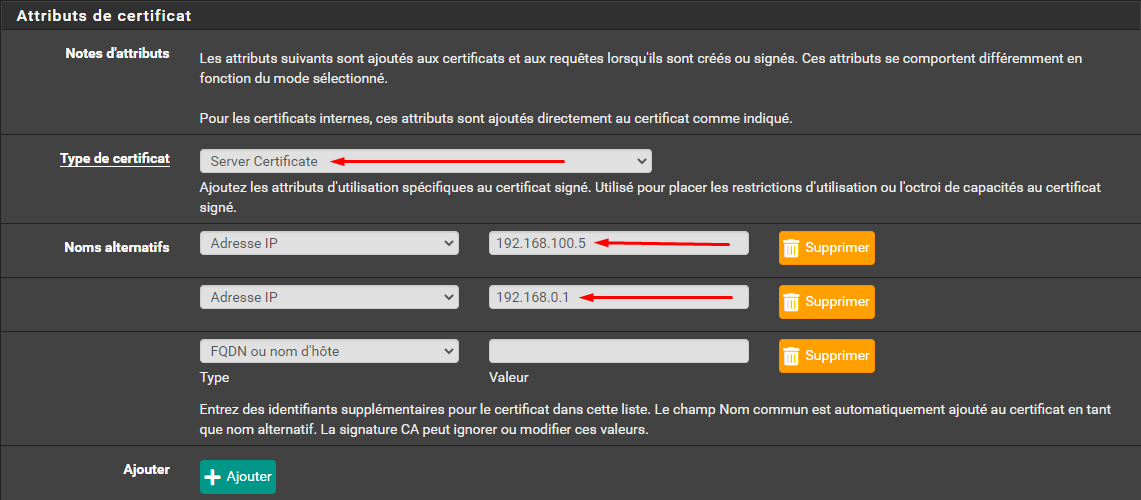 Attributs de certificat
Notes d'attributs
Les attributs suivants sont ajoutés aux certificats et aux requêtes lorsqu'ils sont créés ou signés. Ces attributs se comportent différemment en
fonction du mode sélectionné.
Pour les certificats internes, ces attributs sont ajoutés directement au certificat comme indiqué.
Type de certificat
Server Certificate
Ajoutez les attributs d'utilisation spécifiques au certificat signé. Utilisé pour placer les restrictions d'utilisation ou l'octroi de capacités au certificat
signé.
Noms alternatifs
Adresse IP
192.168.100.5
Supprimer
Adresse IP
192.168.0.1
Supprimer
FQDN ou nom d'hôte
Supprimer
Type
Valeur
Entrez des identifiants supplémentaires pour le certificat dans cette liste. Le champ Nom commun est automatiquement ajouté au certificat en tant
que nom alternatif. La signature CA peut ignorer ou modifier ces valeurs.
Ajouter
Ajouter